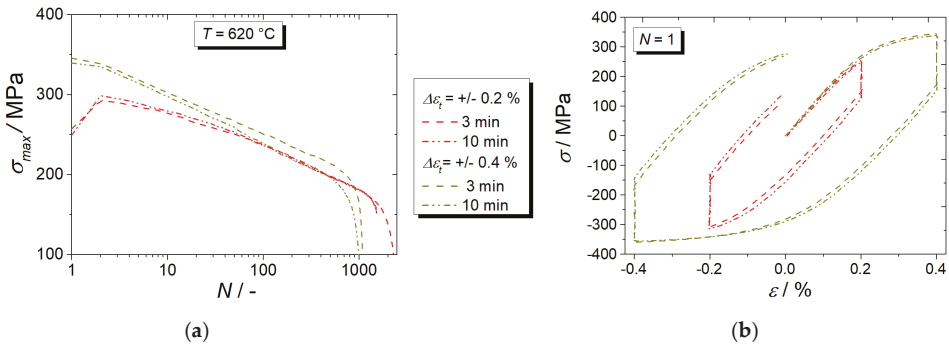 T = 620 °C
400
300
200
100
σmax / MPa
1
10
100
1000
N / -
Δεt = +/- 0.2 %
3 min
10 min
Δεt = +/- 0.4 %
3 min
10 min
N = 1
400
300
200
100
0
-100
-200
-300
-400
σ / MPa
-0.4
-0.2
0.0
0.2
0.4
ε / %
(a)
(b)